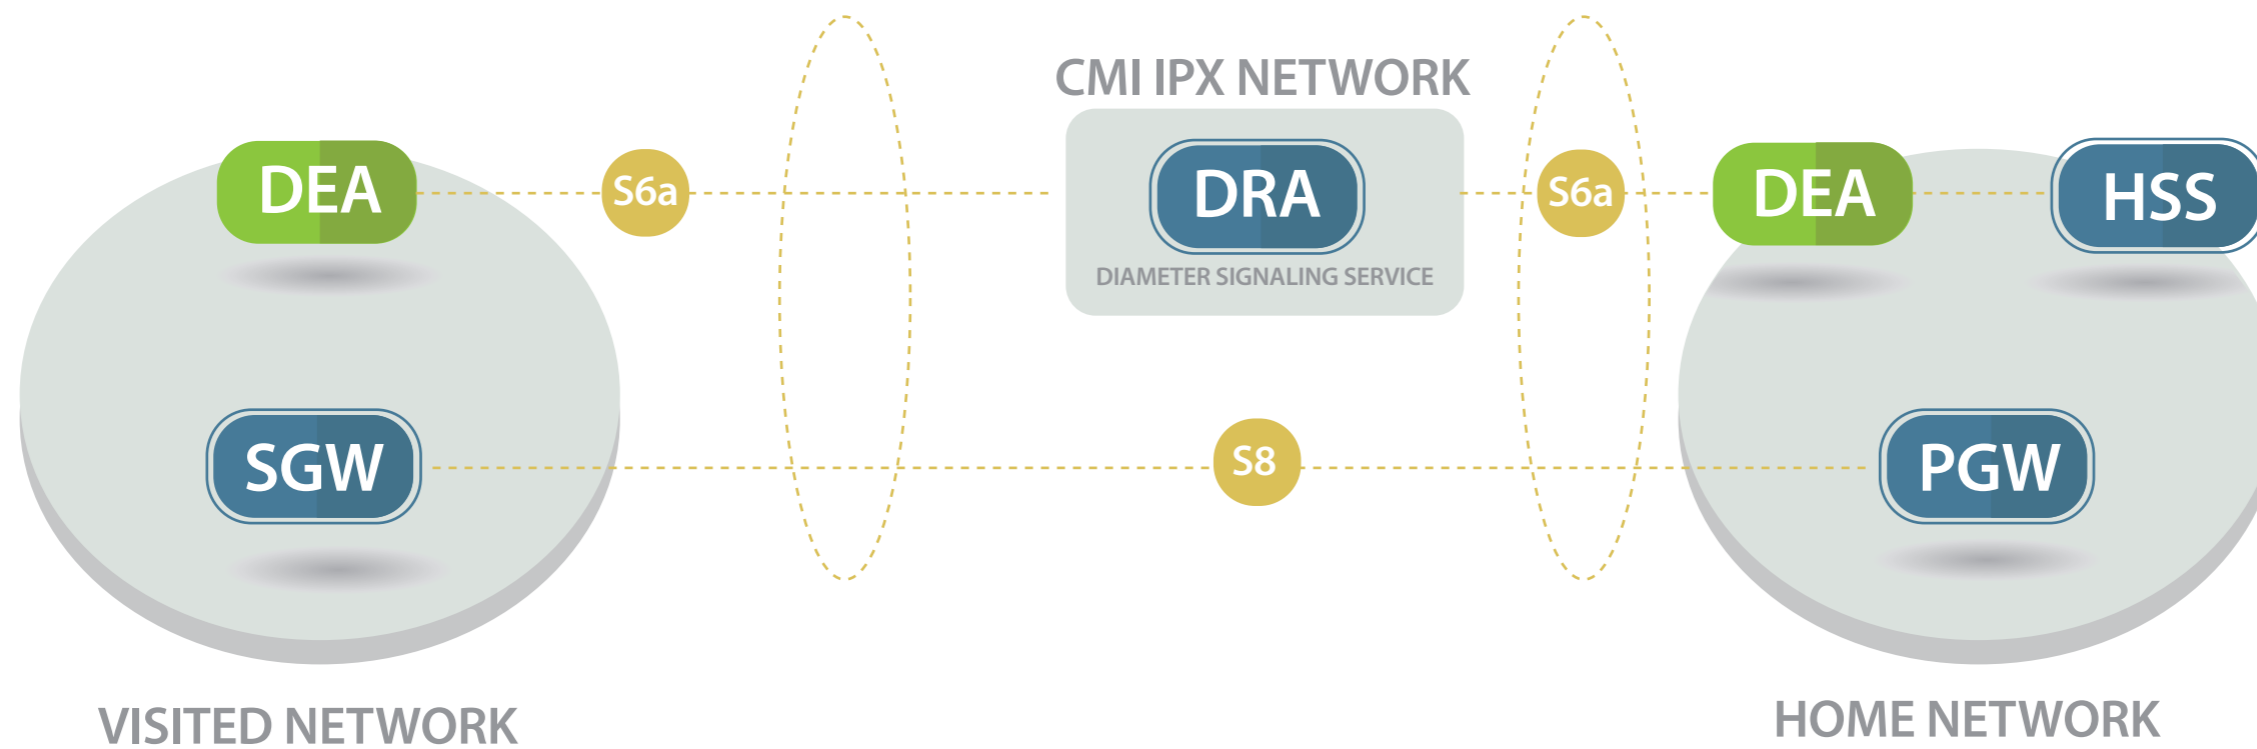 CMI IPX NETWORK
DEA
S6a
DRA
S6a
DEA
HSS
DIAMETER SIGNALING SERVICE
SGW
S8
PGW
VISITED NETWORK
HOME NETWORK